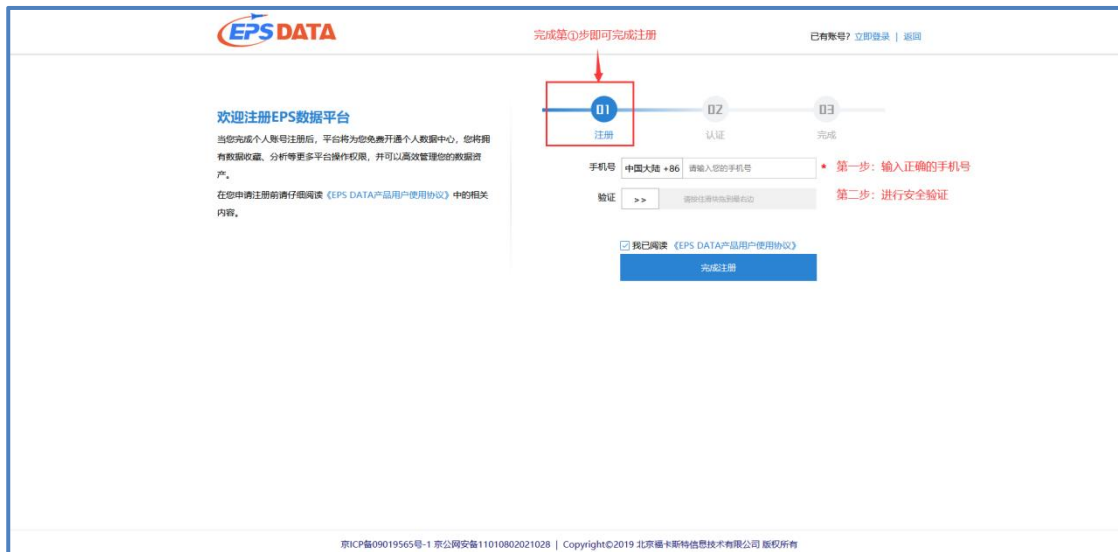 EPS DATA
完成第①步即可完成注册
已有账号? 立即登录 | 返回
01
02
03
注册
认证
完成
欢迎注册EPS数据平台
当您完成个人账号注册后，平台将为您免费开通个人数据中心，您将拥
有数据收藏、分析等更多平台操作权限，并可以高效管理您的数据资
产。
在您申请注册前请仔细阅读《EPS DATA产品用户使用协议》中的相关
内容。
手机号 中国大陆 +86 请输入您的手机号 * 第一步：输入正确的手机号
验证 >> 请按住滑块拖到最右边 第二步：进行安全验证
我已阅读《EPS DATA产品用户使用协议》
完成注册
京ICP备09019565号-1 京公网安备11010802021028 | Copyright©2019 北京福卡斯特信息技术有限公司 版权所有